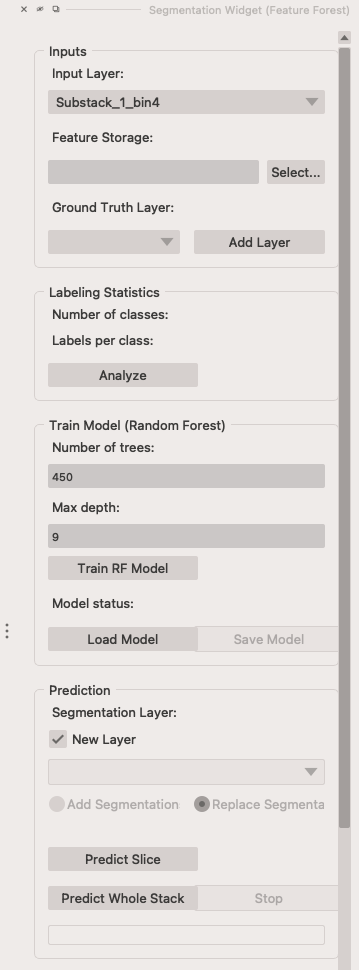 Segmentation Widget (Feature Forest)
Inputs
Input Layer:
Substack_1_bin4
Feature Storage:
Select...
Ground Truth Layer:
Add Layer
Labeling Statistics
Number of classes:
Labels per class:
Analyze
Train Model (Random Forest)
Number of trees:
450
Max depth:
9
Train RF Model
Model status:
Load Model Save Model
Prediction
Segmentation Layer:
New Layer
Add Segmentation Replace Segmenta
Predict Slice
Predict Whole Stack Stop